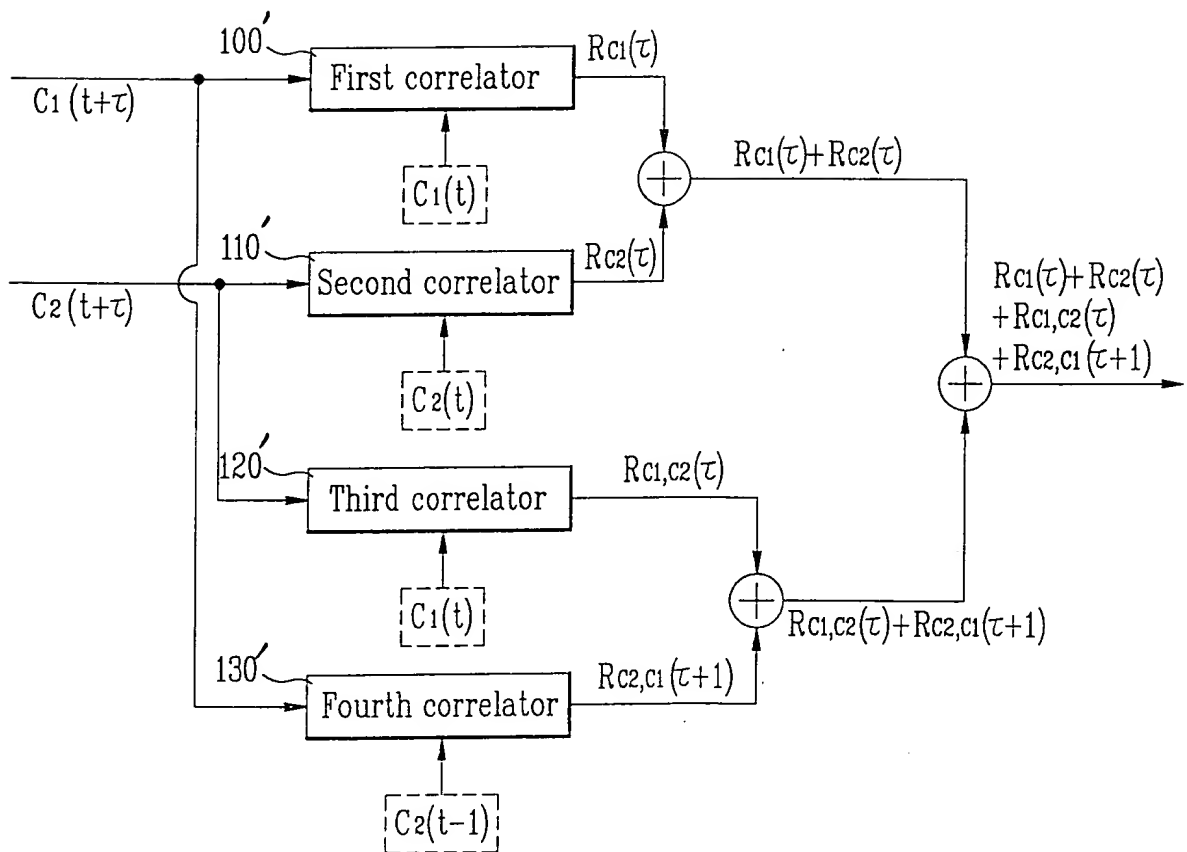 100′
First correlator
RC1(τ)
C1(t+τ)
C1(t)
RC1(τ)+RC2(τ)
110′
Second correlator
RC2(τ)
C2(t+τ)
C2(t)
RC1(τ)+RC2(τ)
+RC1,C2(τ)
+RC2,C1(τ+1)
120′
Third correlator
RC1,C2(τ)
C1(t)
RC1,C2(τ)+RC2,C1(τ+1)
130′
Fourth correlator
RC2,C1(τ+1)
C2(t-1)